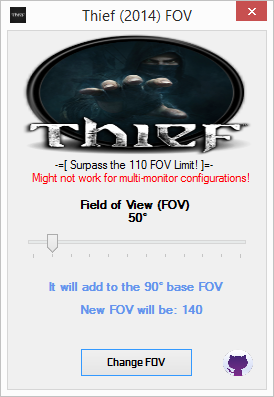 Thief (2014) FOV
THIEF
-=[ Surpass the 110 FOV Limit! ]=-
Might not work for multi-monitor configurations!
Field of View (FOV)
50°
It will add to the 90° base FOV
New FOV will be: 140
Change FOV